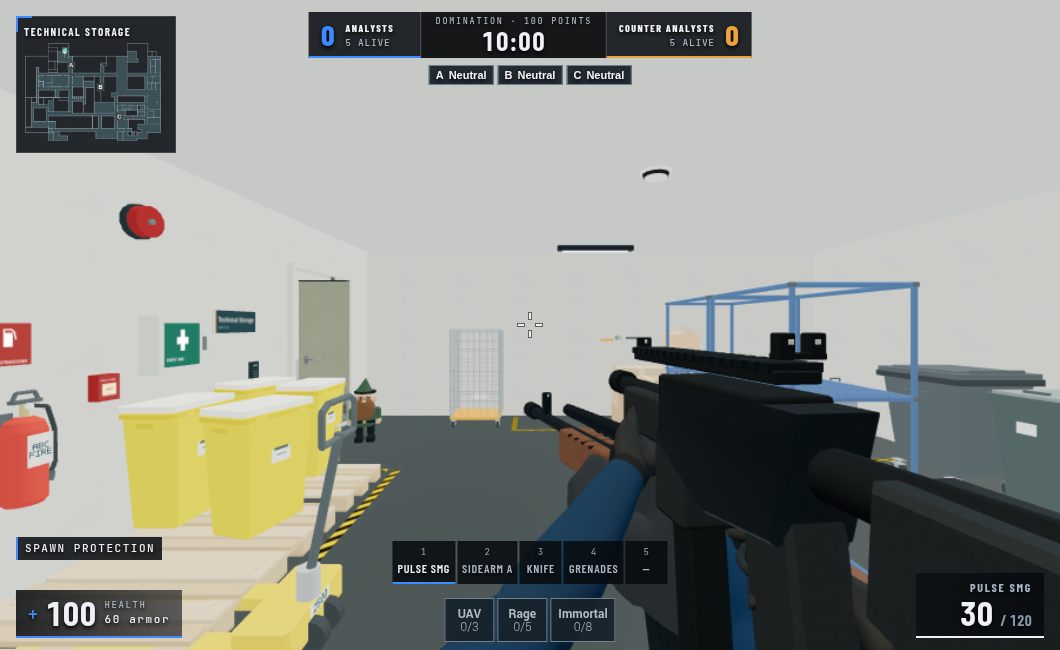 TECHNICAL STORAGE
A
B
C
0 ANALYSTS
5 ALIVE
DOMINATION · 100 POINTS
10:00
COUNTER ANALYSTS 0
5 ALIVE
A Neutral
B Neutral
C Neutral
Technical Storage
FIRST AID
ABC
FIRE
SPAWN PROTECTION
+ 100 HEALTH
60 armor
1
PULSE SMG
2
SIDEARM A
3
KNIFE
4
GRENADES
5
—
UAV
0/3
Rage
0/5
Immortal
0/8
PULSE SMG
30 / 120